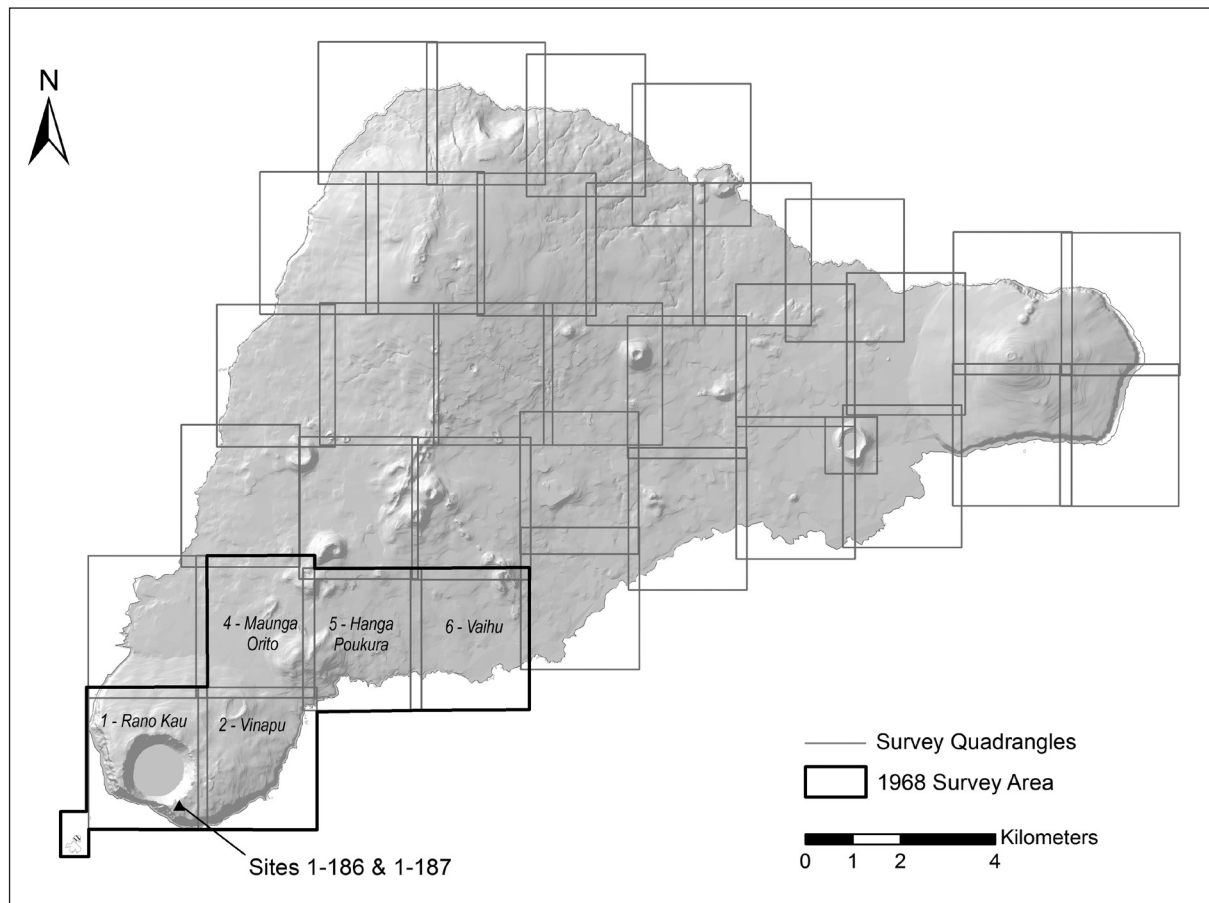 N
4 - Maunga
Orito
5 - Hanga
Poukura
6 - Vaihu
1 - Rano Kau
2 - Vinapu
Sites 1-186 & 1-187
Survey Quadrangles
1968 Survey Area
Kilometers
0 1 2 4